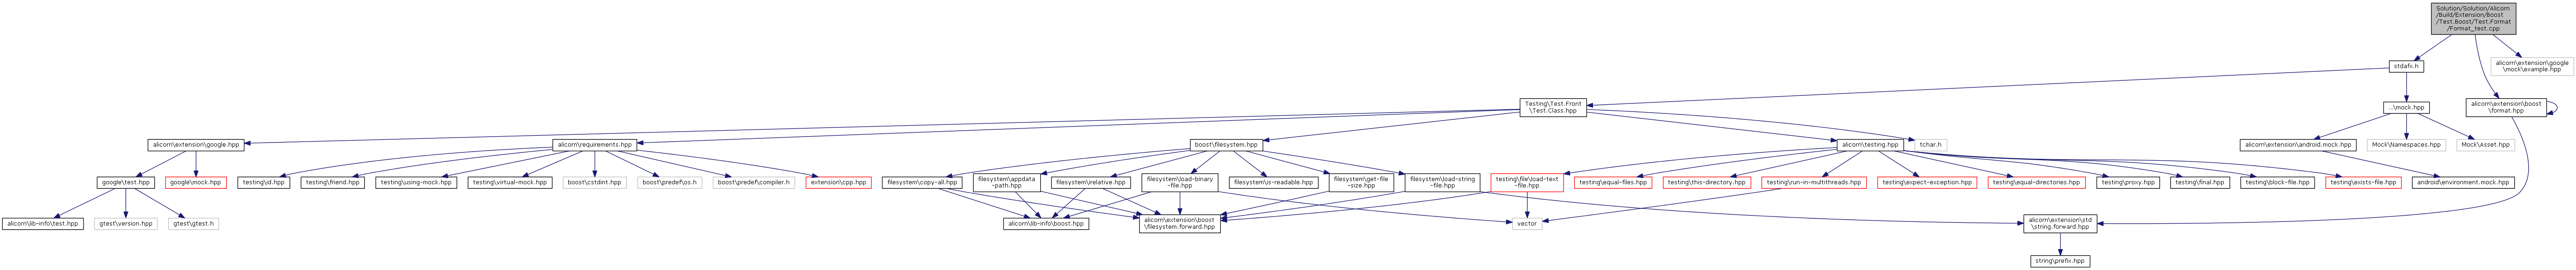 Solution/Solution/Alicorn
/Build/Extension/Boost
/Test.Boost/Test.Format
/Format_test.cpp
stdafx.h
alicorn\extension\google
\mock\example.hpp
Testing\Test.Front
\Test.Class.hpp
..\mock.hpp
alicorn\extension\boost
\format.hpp
alicorn\extension\google.hpp
alicorn\requirements.hpp
boost\filesystem.hpp
alicorn\testing.hpp
tchar.h
alicorn\extension\android.mock.hpp
Mock\Namespaces.hpp
Mock\Asset.hpp
google\test.hpp
google\mock.hpp
testing\id.hpp
testing\friend.hpp
testing\using-mock.hpp
testing\virtual-mock.hpp
boost\cstdint.hpp
boost\predef\os.h
boost\predef\compiler.h
extension\cpp.hpp
filesystem\copy-all.hpp
filesystem\appdata
-path.hpp
filesystem\relative.hpp
filesystem\load-binary
-file.hpp
filesystem\is-readable.hpp
filesystem\get-file
-size.hpp
filesystem\load-string
-file.hpp
testing\file\load-text
-file.hpp
testing\equal-files.hpp
testing\this-directory.hpp
testing\run-in-multithreads.hpp
testing\expect-exception.hpp
testing\equal-directories.hpp
testing\proxy.hpp
testing\final.hpp
testing\block-file.hpp
testing\exists-file.hpp
android\environment.mock.hpp
alicorn\lib-info\test.hpp
gtest\version.hpp
gtest\gtest.h
alicorn\lib-info\boost.hpp
alicorn\extension\boost
\filesystem.forward.hpp
vector
alicorn\extension\std
\string.forward.hpp
string\prefix.hpp